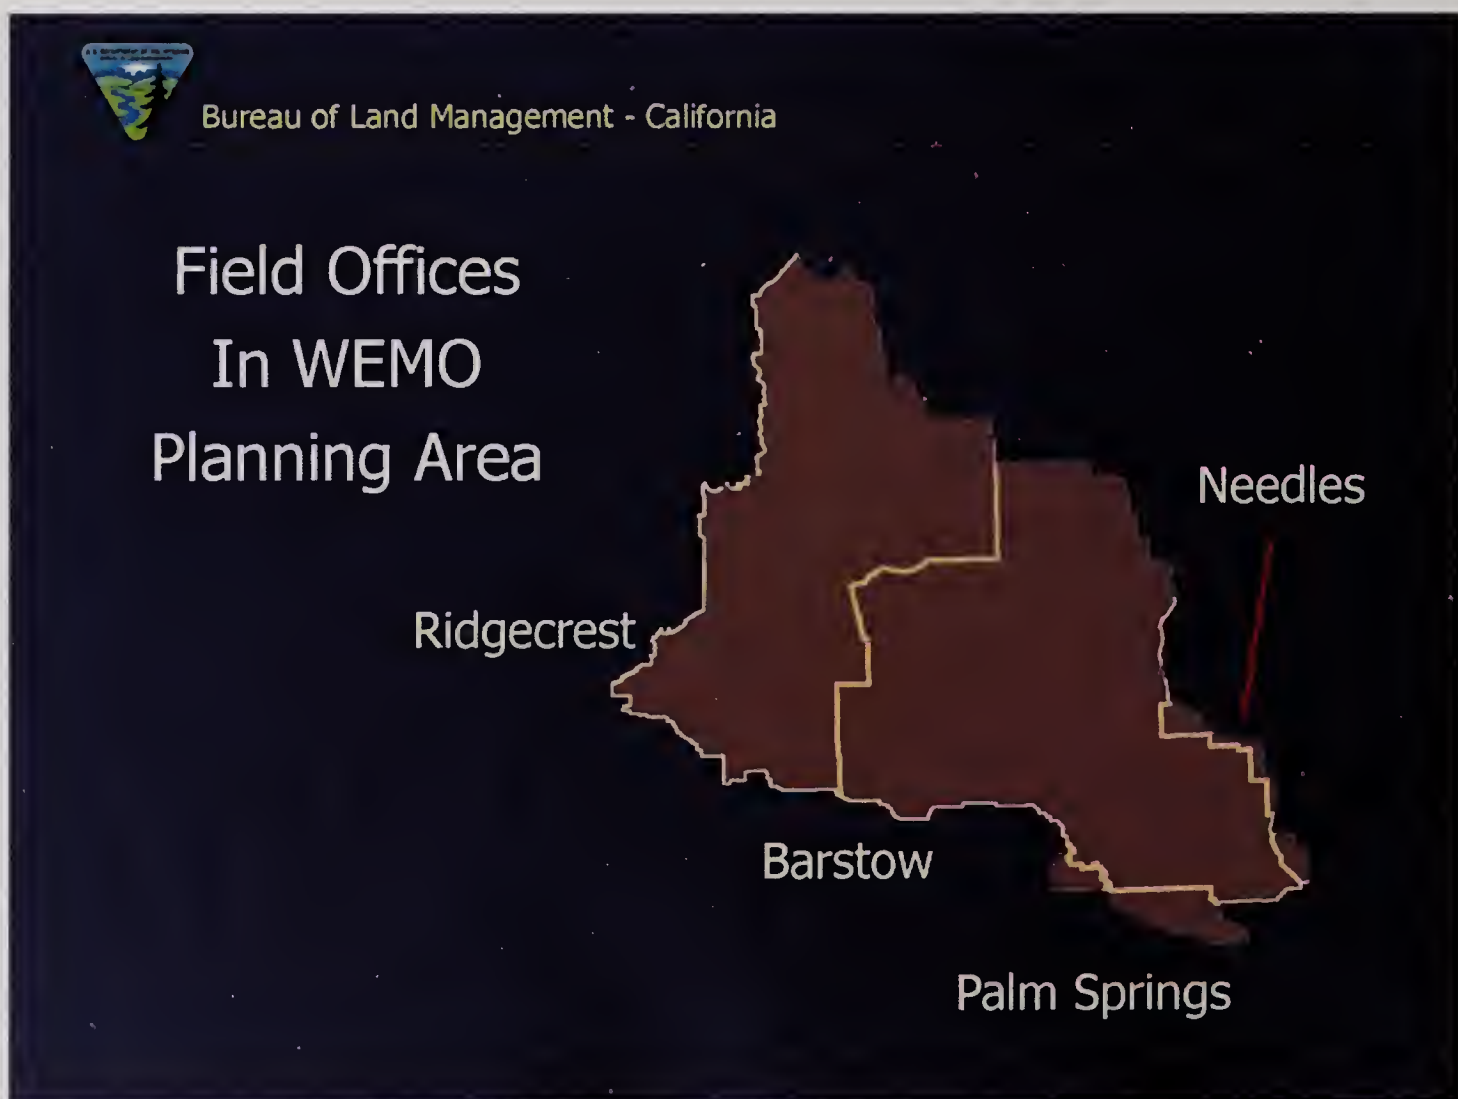 Bureau of Land Management - California
Field Offices
In WEMO
Planning Area
Needles
Ridgecrest
Barstow
Palm Springs